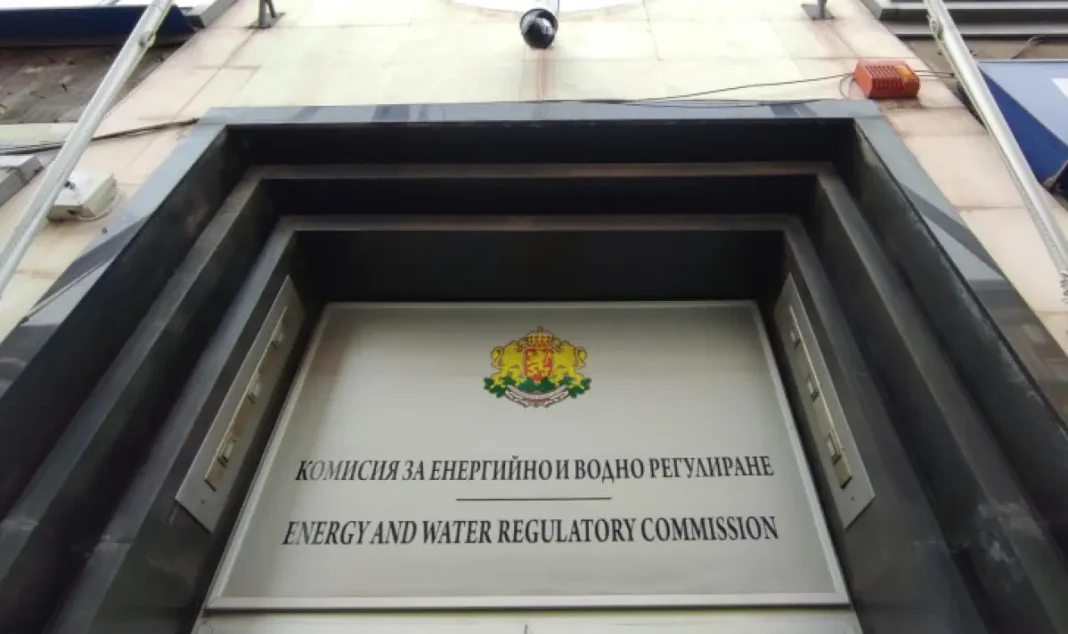 КОМИСИЯ ЗА ЕНЕРГИЙНО И ВОДНО РЕГУЛИРАНЕ
ENERGY AND WATER REGULATORY COMMISSION